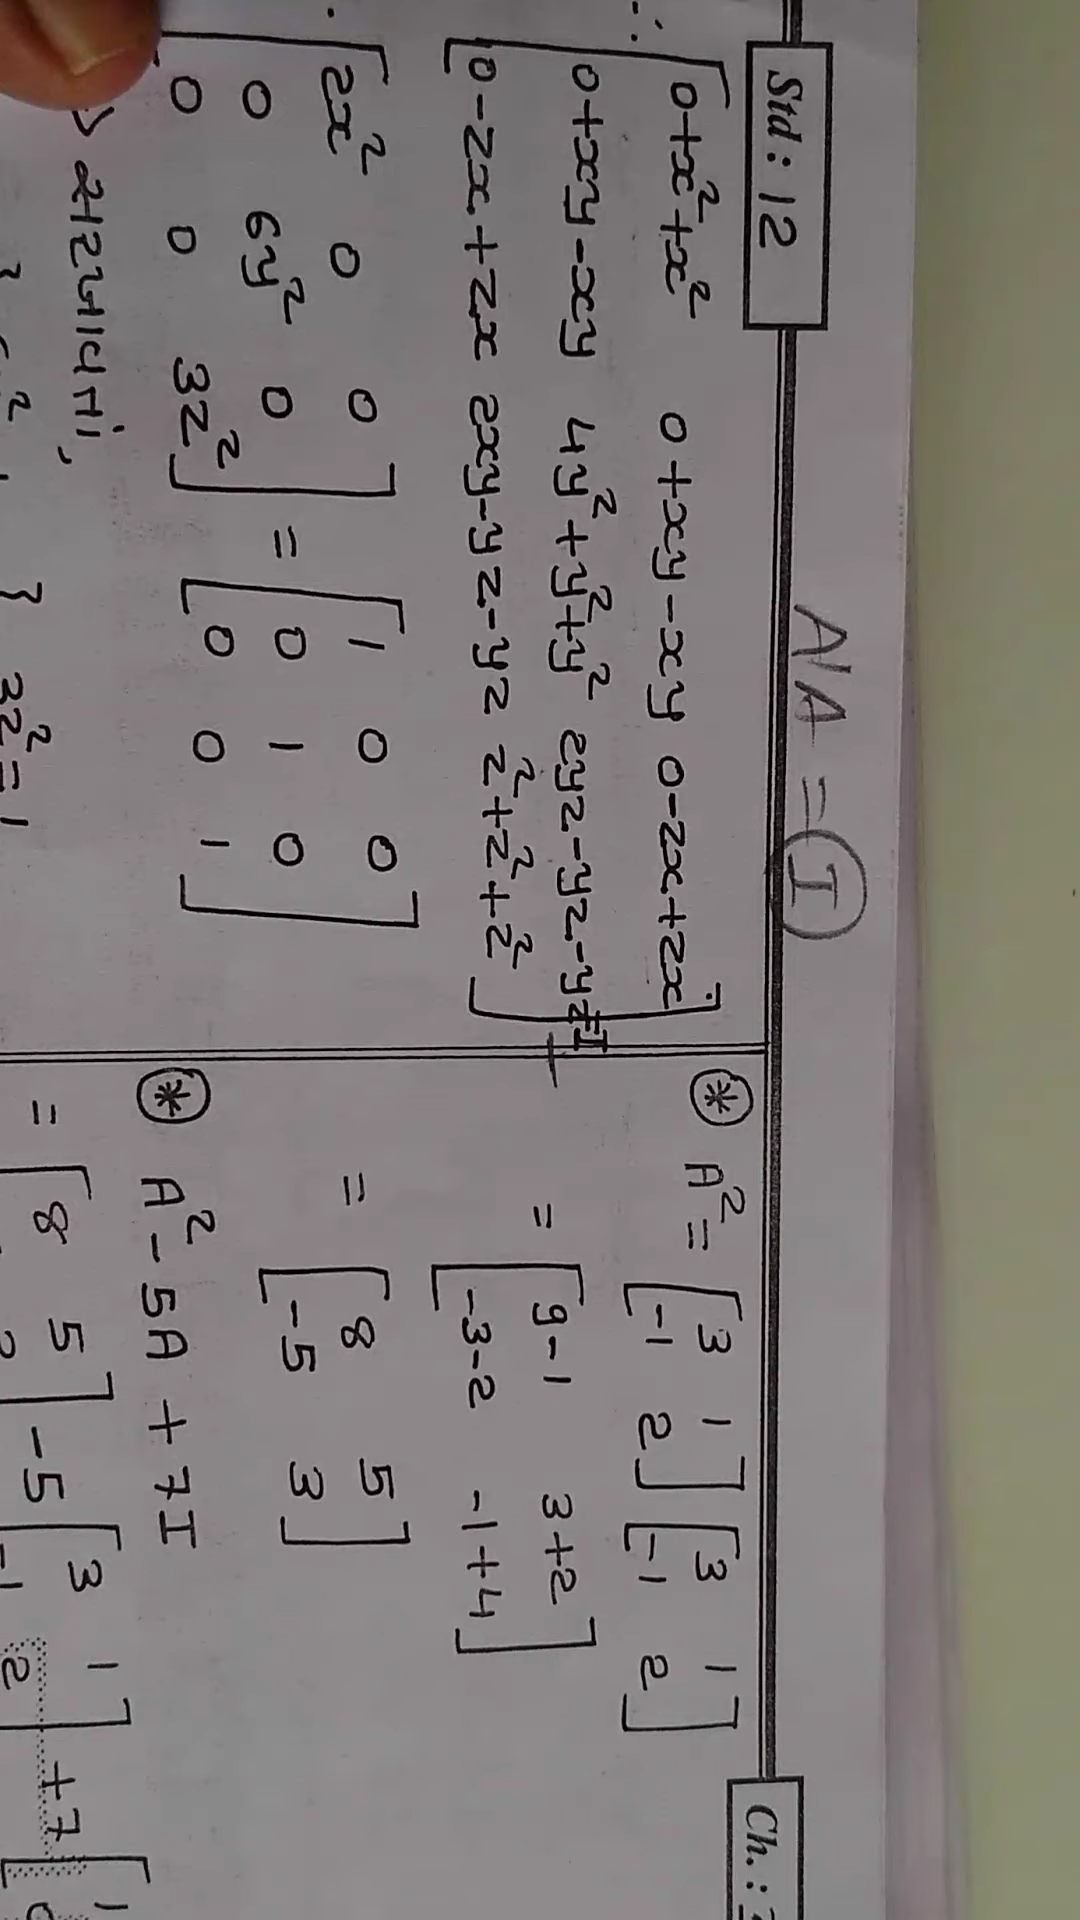 Std : 12
A'A = I
∴ [0+x²+x² 0+xy-xy 0-zx+zx
0+xy-xy 4y²+y²+y² 2yz-yz-yz
0-zx+zx 2xy-yz-yz z²+z²+z²] = I
∴ [2x² 0 0
0 6y² 0
0 0 3z²] = [1 0 0
0 1 0
0 0 1]
3z² = 1
Ch. :
⊛ A² = [3 1
-1 2] [3 1
-1 2]
= [9-1 3+2
-3-2 -1+4]
= [8 5
-5 3]
⊛ A² - 5A + 7I
= [8 5] - 5 [3 1
-1 2] + 7 [1